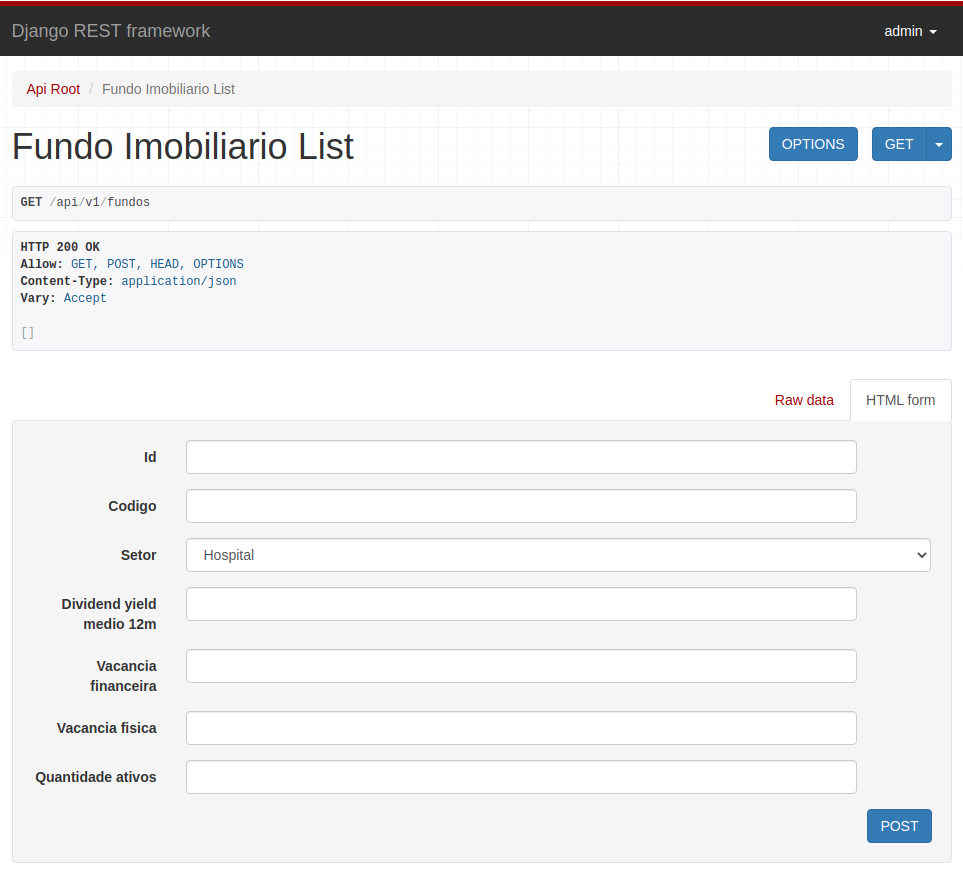 Django REST framework
admin
Api Root / Fundo Imobiliario List
Fundo Imobiliario List
OPTIONS
GET
GET /api/v1/fundos
HTTP 200 OK
Allow: GET, POST, HEAD, OPTIONS
Content-Type: application/json
Vary: Accept
[]
Raw data
HTML form
Id
Codigo
Setor
Hospital
Dividend yield
medio 12m
Vacancia
financeira
Vacancia fisica
Quantidade ativos
POST